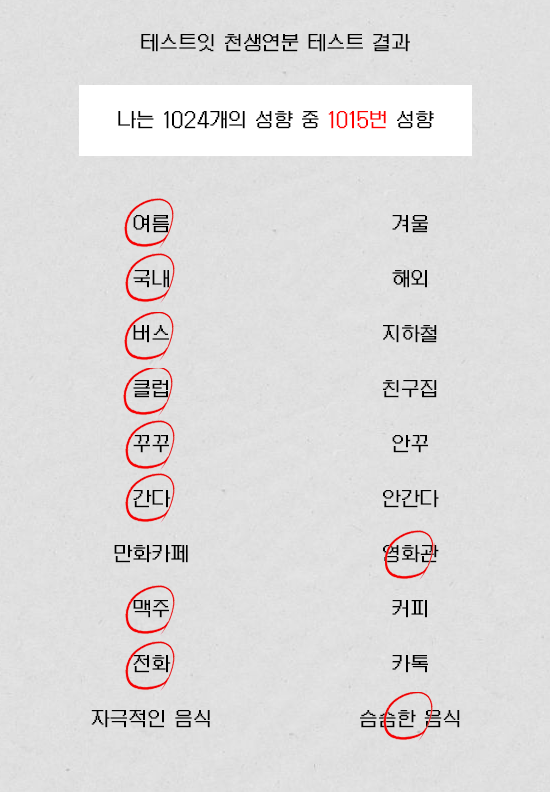 테스트잇 천생연분 테스트 결과
나는 1024개의 성향 중 1015번 성향
여름 겨울
국내 해외
버스 지하철
클럽 친구집
꾸꾸 안꾸
간다 안간다
만화카페 영화관
맥주 커피
전화 카톡
자극적인 음식 슴슴한 음식